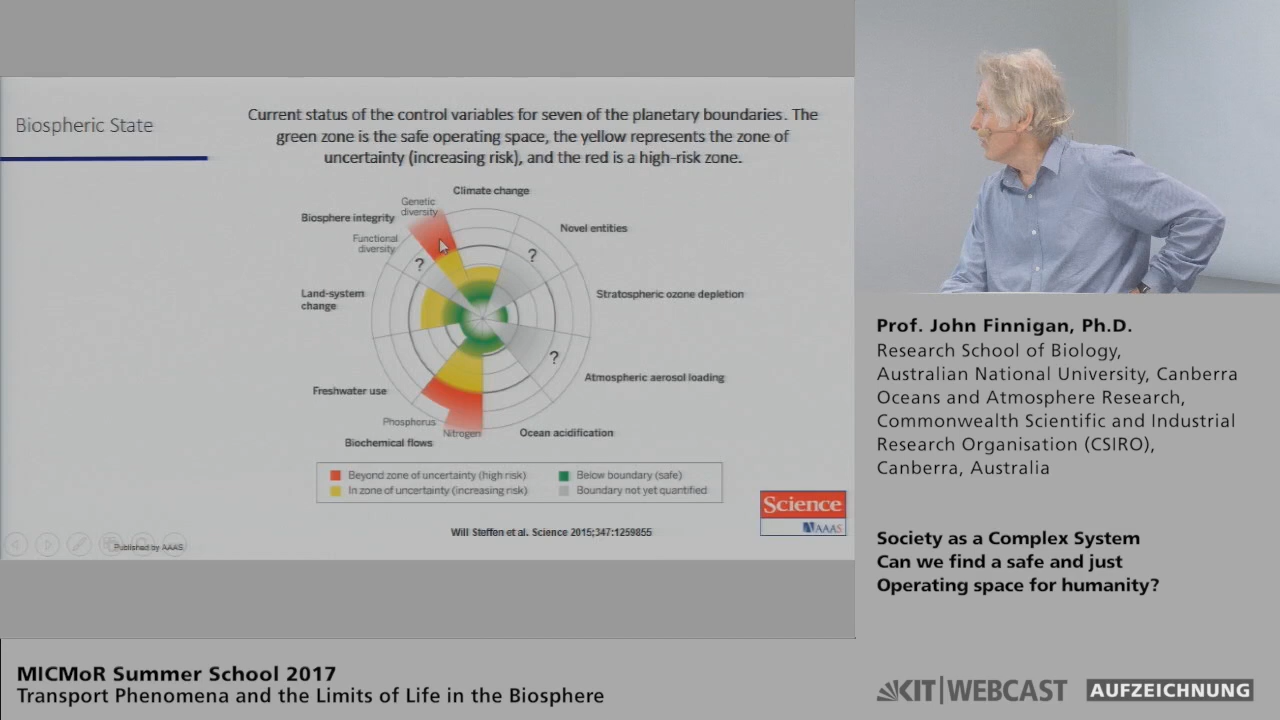 Biospheric State
Current status of the control variables for seven of the planetary boundaries. The
green zone is the safe operating space, the yellow represents the zone of
uncertainty (increasing risk), and the red is a high-risk zone.
Climate change
Genetic
diversity
Biosphere integrity
Novel entities
Functional
diversity
?
?
Land-system
change
Stratospheric ozone depletion
?
Atmospheric aerosol loading
Freshwater use
Phosphorus
Nitrogen
Ocean acidification
Biochemical flows
Beyond zone of uncertainty (high risk)
Below boundary (safe)
In zone of uncertainty (increasing risk)
Boundary not yet quantified
Science
AAAS
Will Steffen et al. Science 2015;347:1259855
Published by AAAS
Prof. John Finnigan, Ph.D.
Research School of Biology,
Australian National University, Canberra
Oceans and Atmosphere Research,
Commonwealth Scientific and Industrial
Research Organisation (CSIRO),
Canberra, Australia
Society as a Complex System
Can we find a safe and just
Operating space for humanity?
MICMoR Summer School 2017
Transport Phenomena and the Limits of Life in the Biosphere
KIT|WEBCAST
AUFZEICHNUNG